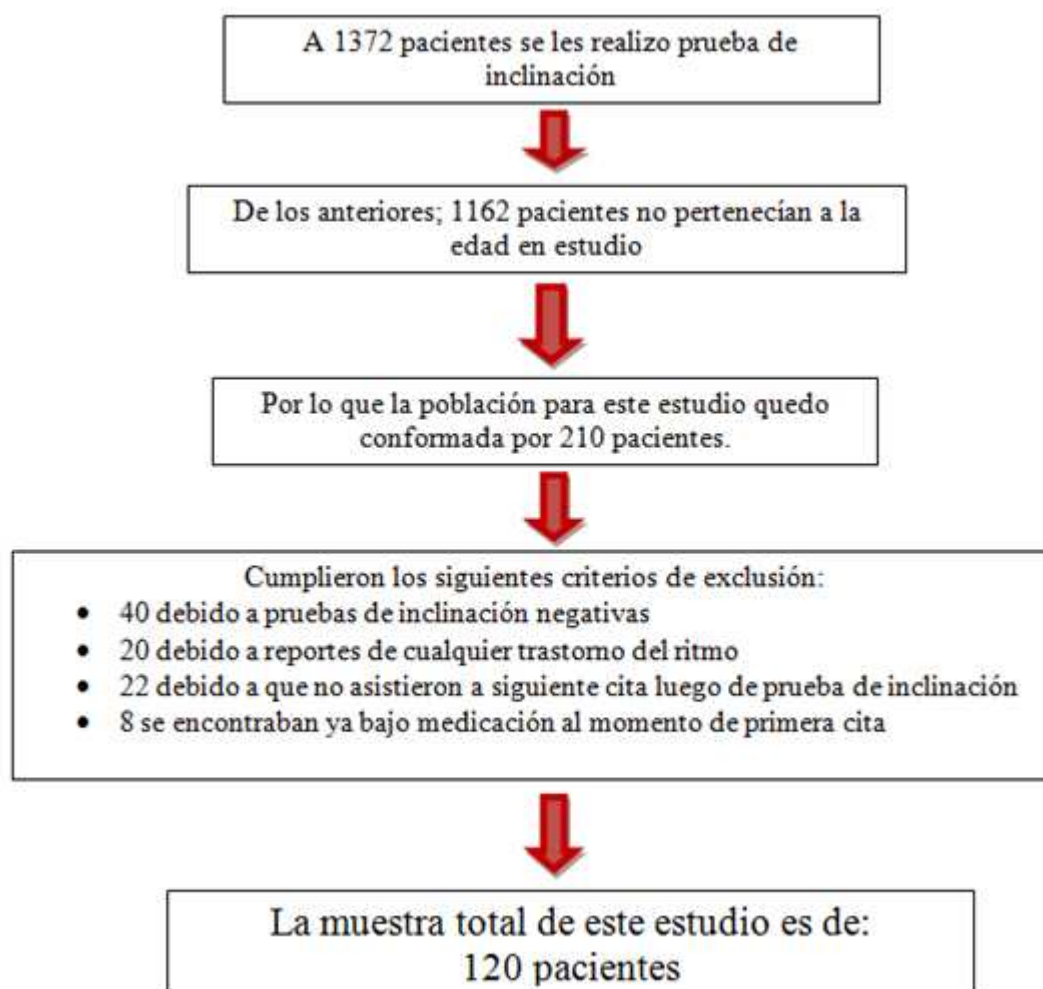 A 1372 pacientes se les realizo prueba de
inclinación
De los anteriores; 1162 pacientes no pertenecían a la
edad en estudio
Por lo que la población para este estudio quedo
conformada por 210 pacientes.
Cumplieron los siguientes criterios de exclusión:
• 40 debido a pruebas de inclinación negativas
• 20 debido a reportes de cualquier trastorno del ritmo
• 22 debido a que no asistieron a siguiente cita luego de prueba de inclinación
• 8 se encontraban ya bajo medicación al momento de primera cita
La muestra total de este estudio es de:
120 pacientes